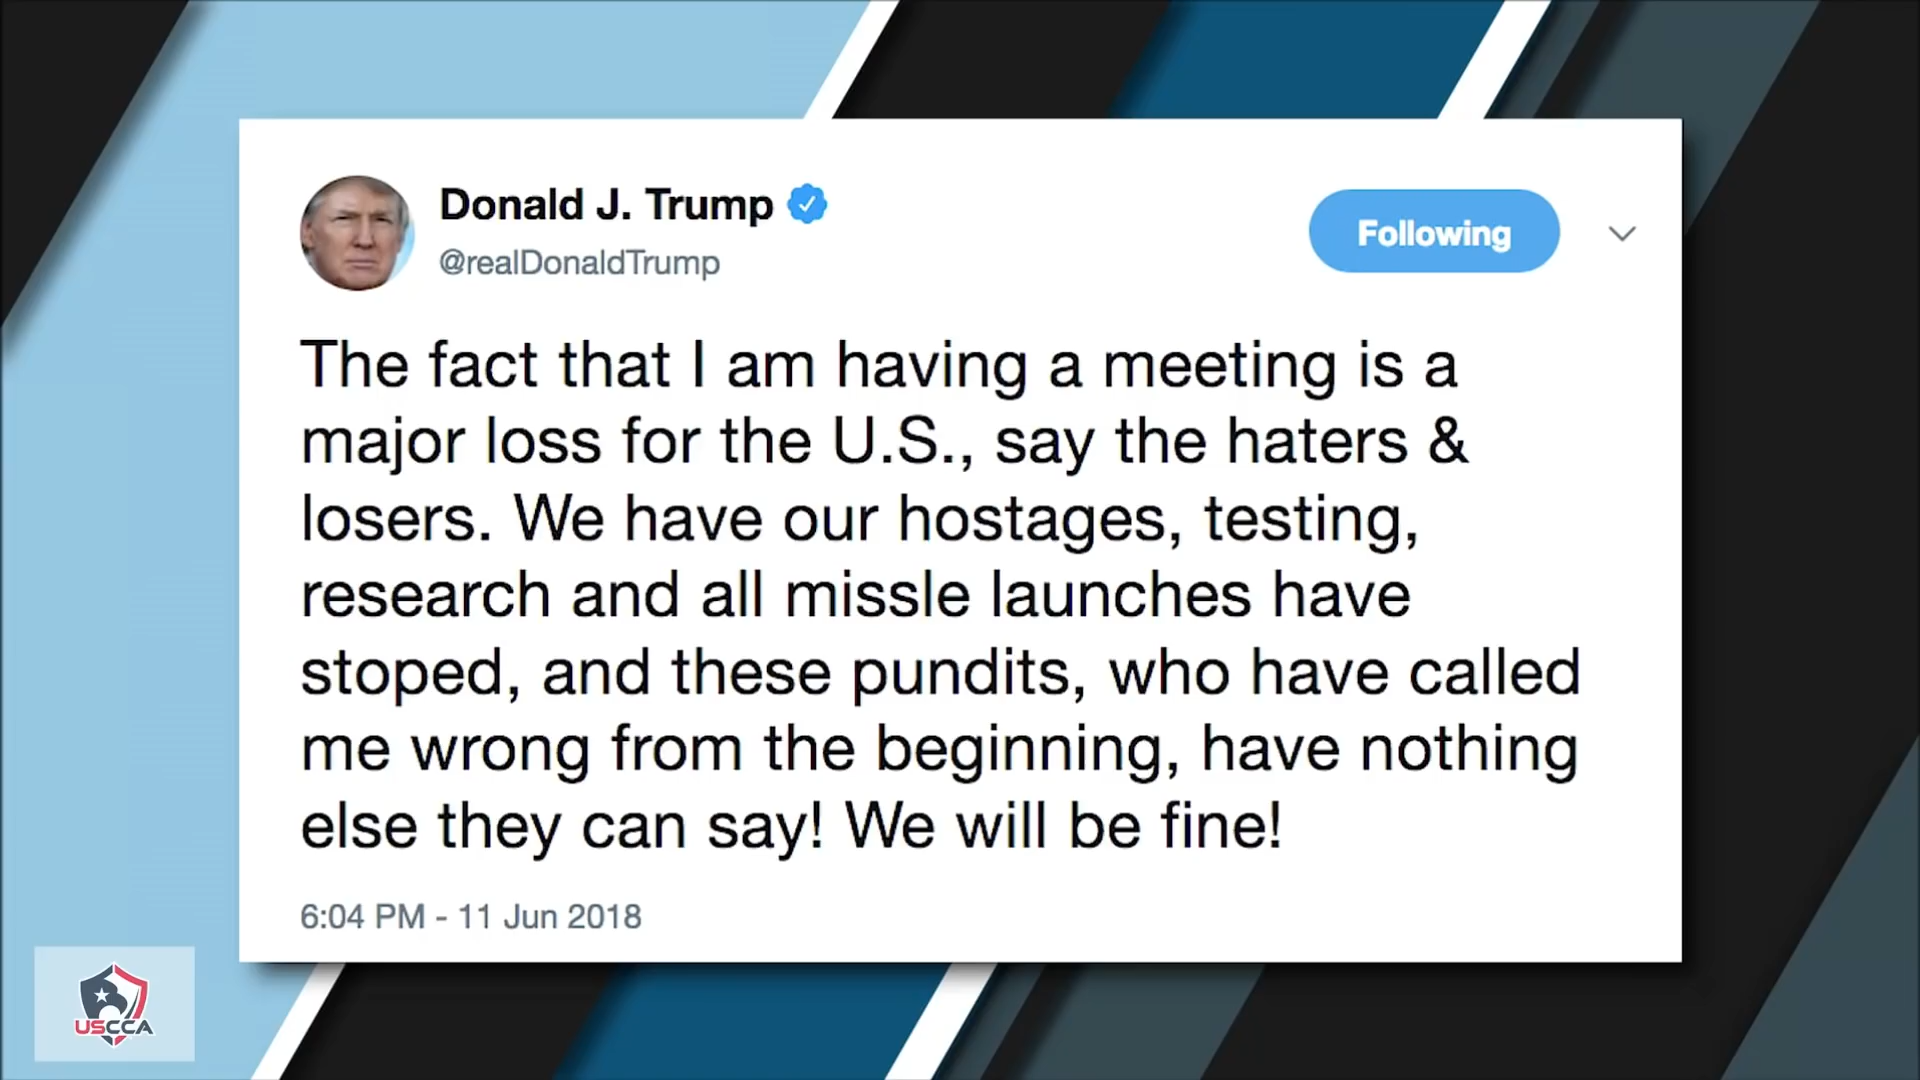 Donald J. Trump
@realDonaldTrump
Following
The fact that I am having a meeting is a
major loss for the U.S., say the haters &
losers. We have our hostages, testing,
research and all missle launches have
stoped, and these pundits, who have called
me wrong from the beginning, have nothing
else they can say! We will be fine!
6:04 PM - 11 Jun 2018
USCCA